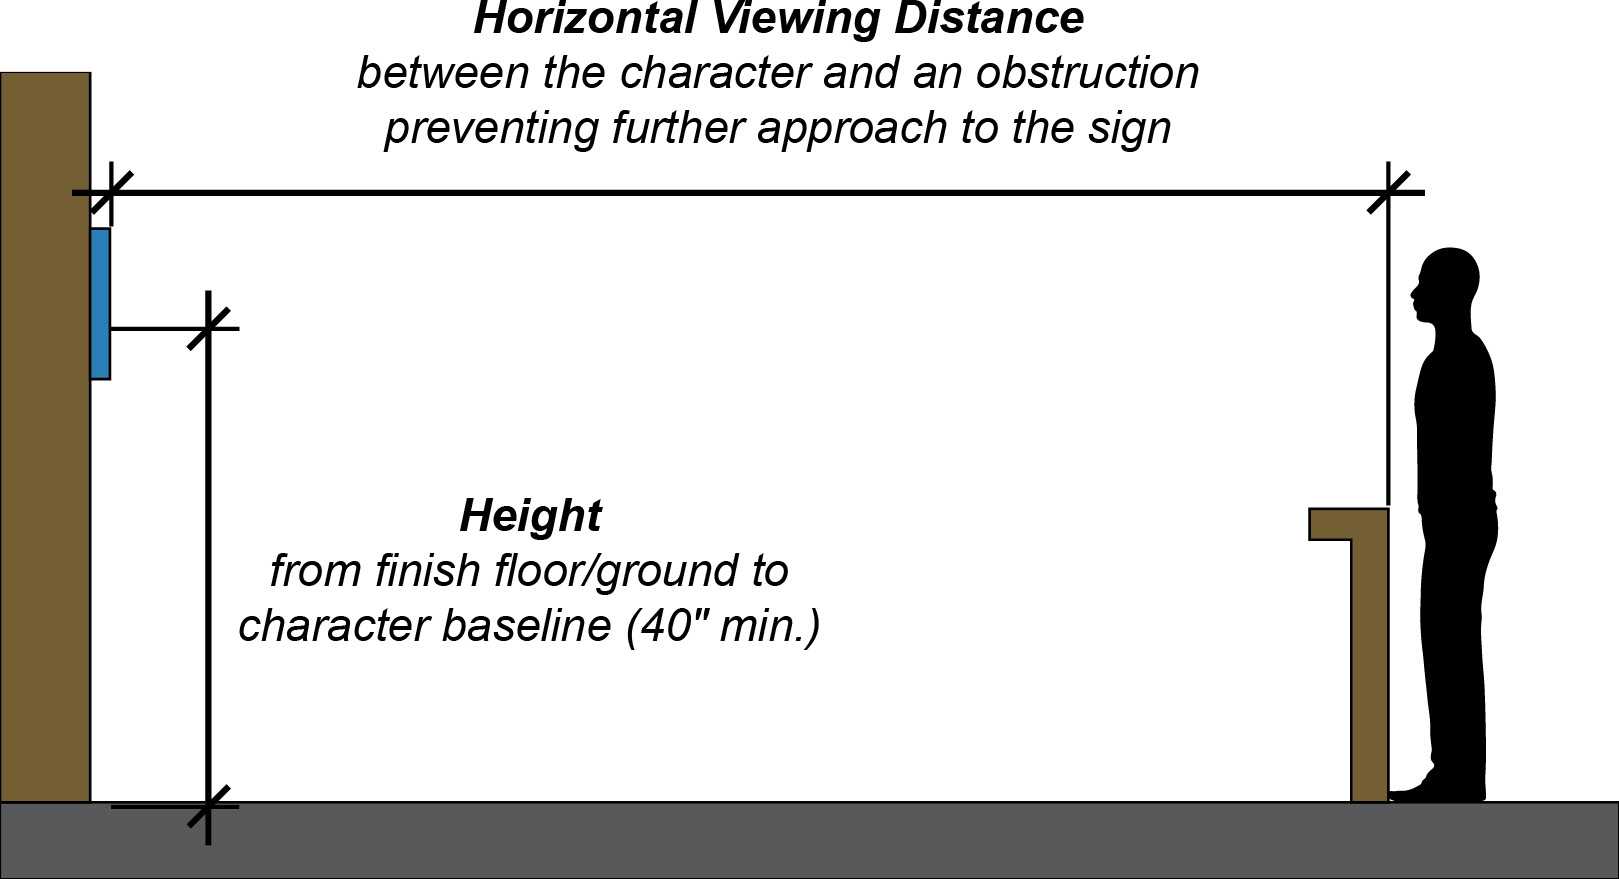 Horizontal Viewing Distance
between the character and an obstruction
preventing further approach to the sign
Height
from finish floor/ground to
character baseline (40" min.)